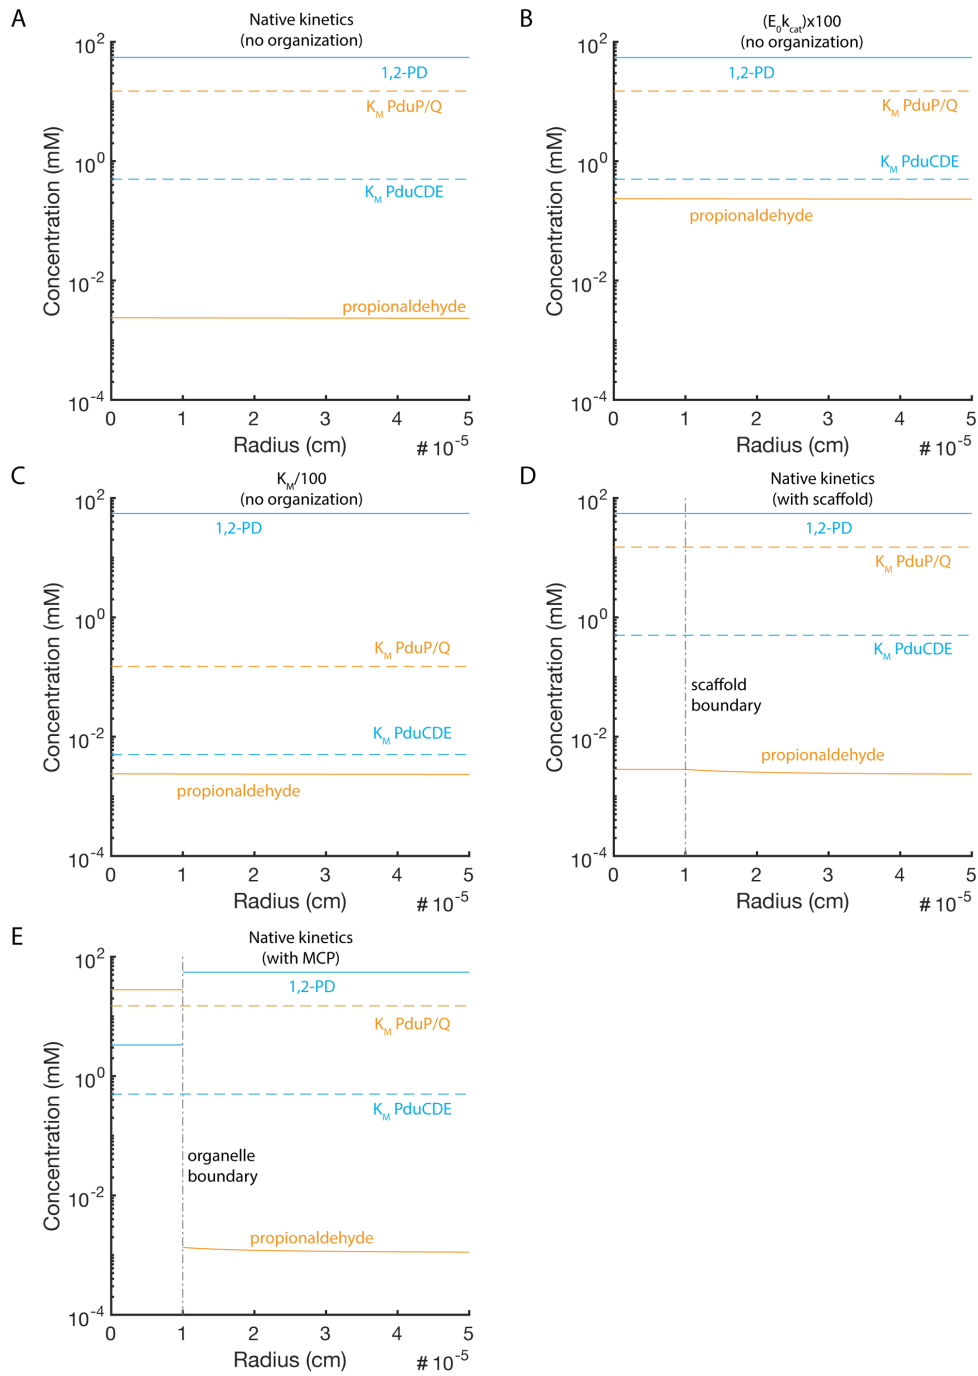 A
Native kinetics
(no organization)
10^2
10^0
10^-2
10^-4
Concentration (mM)
1,2-PD
K_M PduP/Q
K_M PduCDE
propionaldehyde
0 1 2 3 4 5
Radius (cm)
# 10^-5
B
(E_0k_cat)x100
(no organization)
10^2
10^0
10^-2
10^-4
Concentration (mM)
1,2-PD
K_M PduP/Q
K_M PduCDE
propionaldehyde
0 1 2 3 4 5
Radius (cm)
# 10^-5
C
K_M/100
(no organization)
10^2
10^0
10^-2
10^-4
Concentration (mM)
1,2-PD
K_M PduP/Q
K_M PduCDE
propionaldehyde
0 1 2 3 4 5
Radius (cm)
# 10^-5
D
Native kinetics
(with scaffold)
10^2
10^0
10^-2
10^-4
Concentration (mM)
1,2-PD
K_M PduP/Q
K_M PduCDE
scaffold
boundary
propionaldehyde
0 1 2 3 4 5
Radius (cm)
# 10^-5
E
Native kinetics
(with MCP)
10^2
10^0
10^-2
10^-4
Concentration (mM)
1,2-PD
K_M PduP/Q
K_M PduCDE
organelle
boundary
propionaldehyde
0 1 2 3 4 5
Radius (cm)
# 10^-5